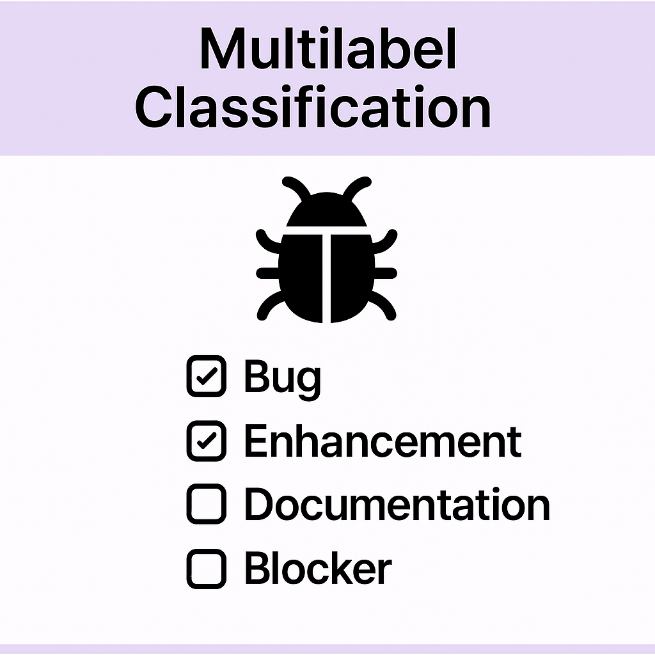 Multilabel
Classification
Bug
Enhancement
Documentation
Blocker